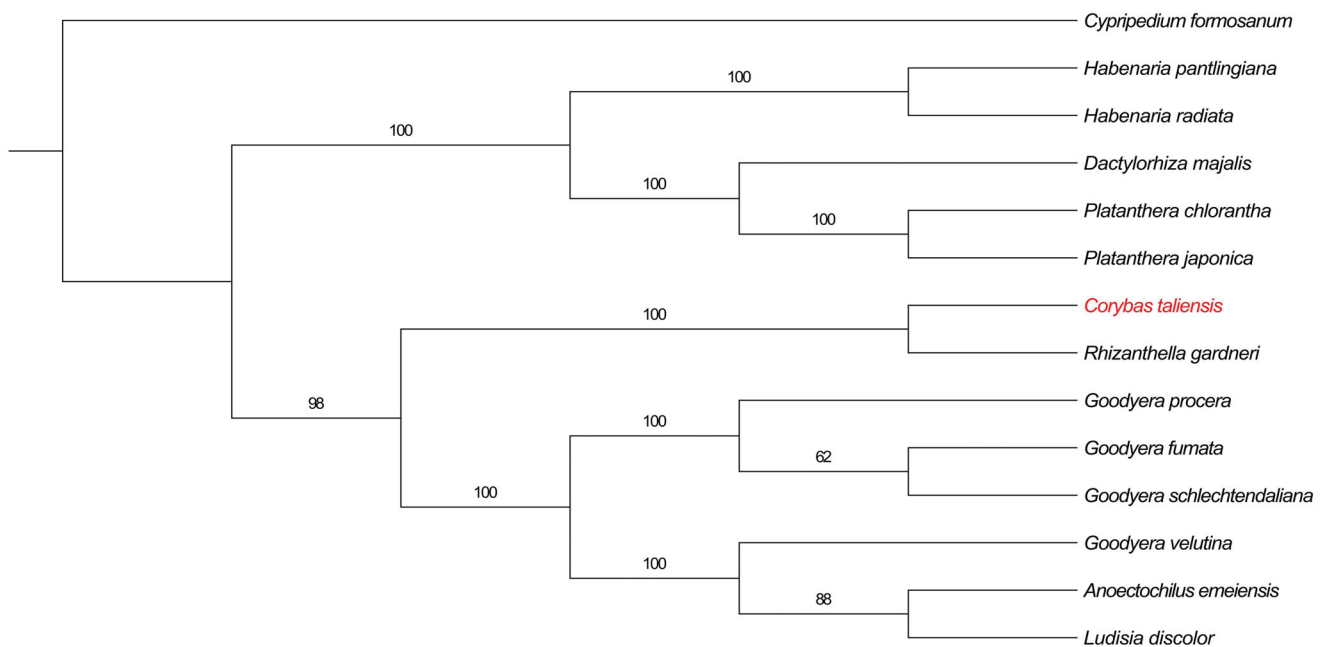 Cypripedium formosanum
Habenaria pantlingiana
100
Habenaria radiata
100
Dactylorhiza majalis
100
Platanthera chlorantha
100
Platanthera japonica
Corybas taliensis
100
Rhizanthella gardneri
Goodyera procera
98
100
Goodyera fumata
62
Goodyera schlechtendaliana
100
Goodyera velutina
100
Anoectochilus emeiensis
88
Ludisia discolor